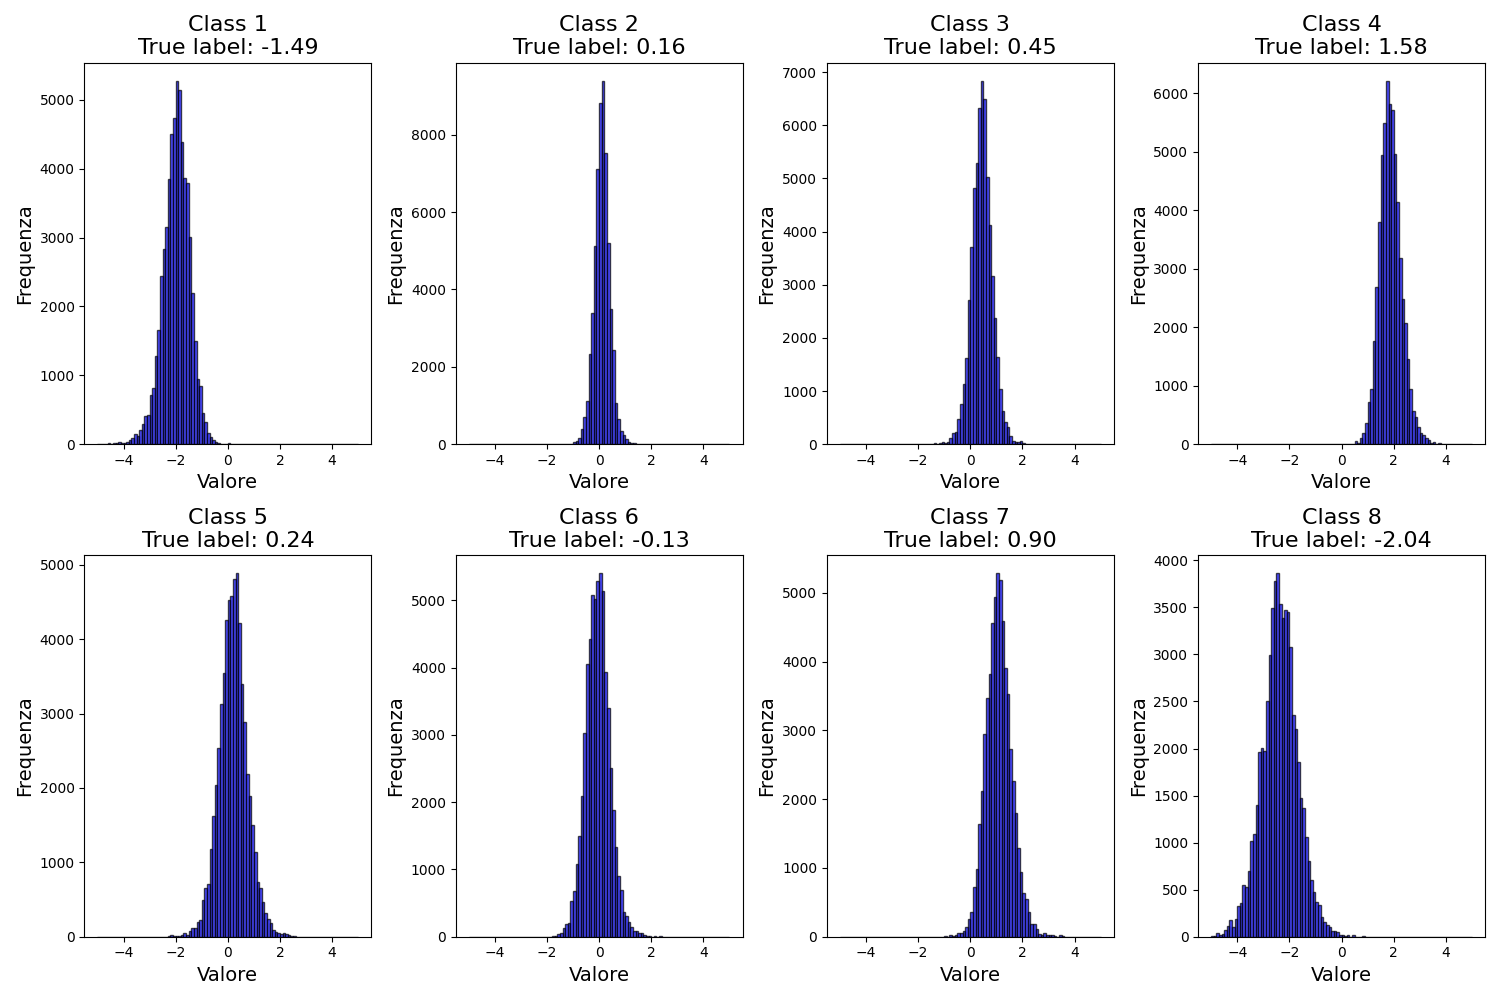 Class 1
True label: -1.49
Class 2
True label: 0.16
Class 3
True label: 0.45
Class 4
True label: 1.58
Frequenza
5000
4000
3000
2000
1000
0
−4 −2 0 2 4
Valore
Frequenza
8000
6000
4000
2000
0
−4 −2 0 2 4
Valore
Frequenza
7000
6000
5000
4000
3000
2000
1000
0
−4 −2 0 2 4
Valore
Frequenza
6000
5000
4000
3000
2000
1000
0
−4 −2 0 2 4
Valore
Class 5
True label: 0.24
Class 6
True label: -0.13
Class 7
True label: 0.90
Class 8
True label: -2.04
Frequenza
5000
4000
3000
2000
1000
0
−4 −2 0 2 4
Valore
Frequenza
5000
4000
3000
2000
1000
0
−4 −2 0 2 4
Valore
Frequenza
5000
4000
3000
2000
1000
0
−4 −2 0 2 4
Valore
Frequenza
4000
3500
3000
2500
2000
1500
1000
500
0
−4 −2 0 2 4
Valore